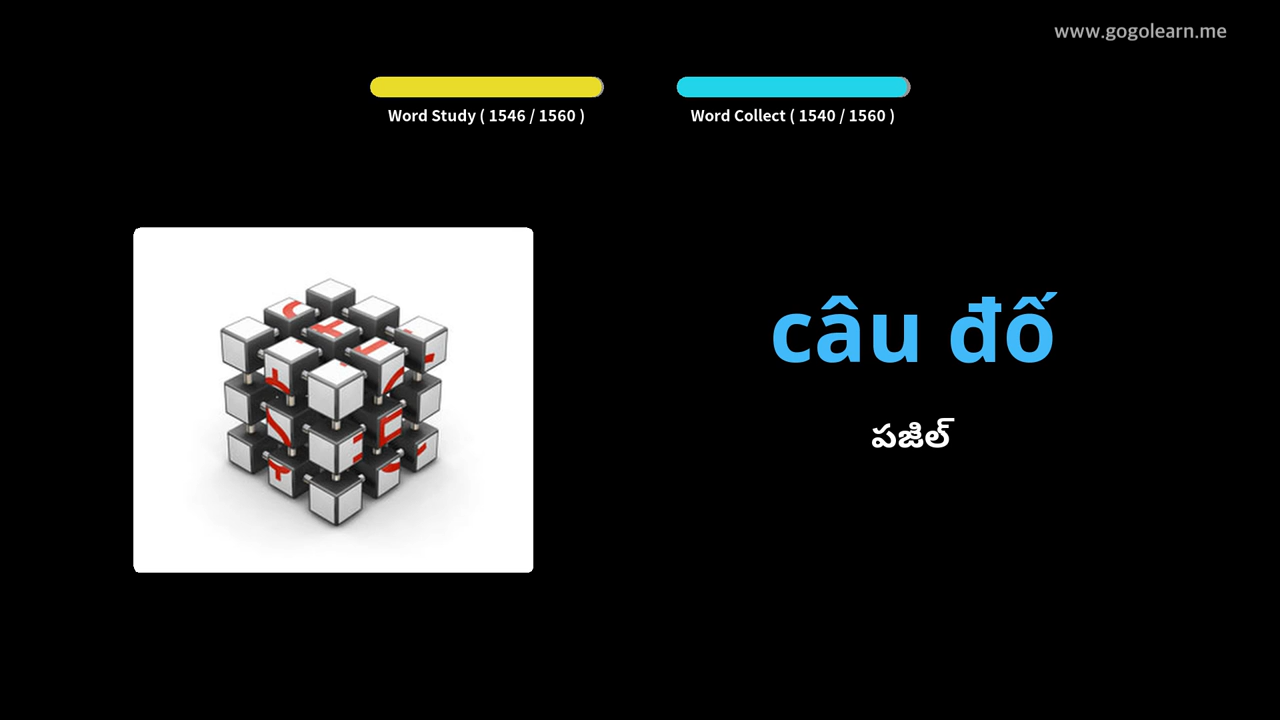 www.gogolearn.me
Word Study ( 1546 / 1560 )
Word Collect ( 1540 / 1560 )
câu đố
పజిల్